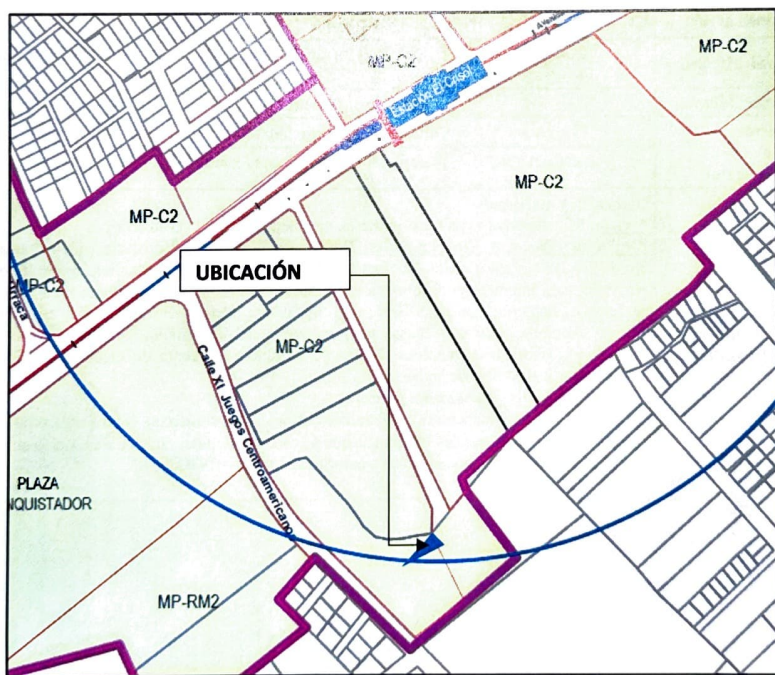 MP-C2
MP-C2
Estación El Crisol
MP-C2
MP-C2
UBICACIÓN
MP-C2
MP-C2
Calle XI Juegos Centroamericanos
PLAZA
NQUISTADOR
MP-RM2